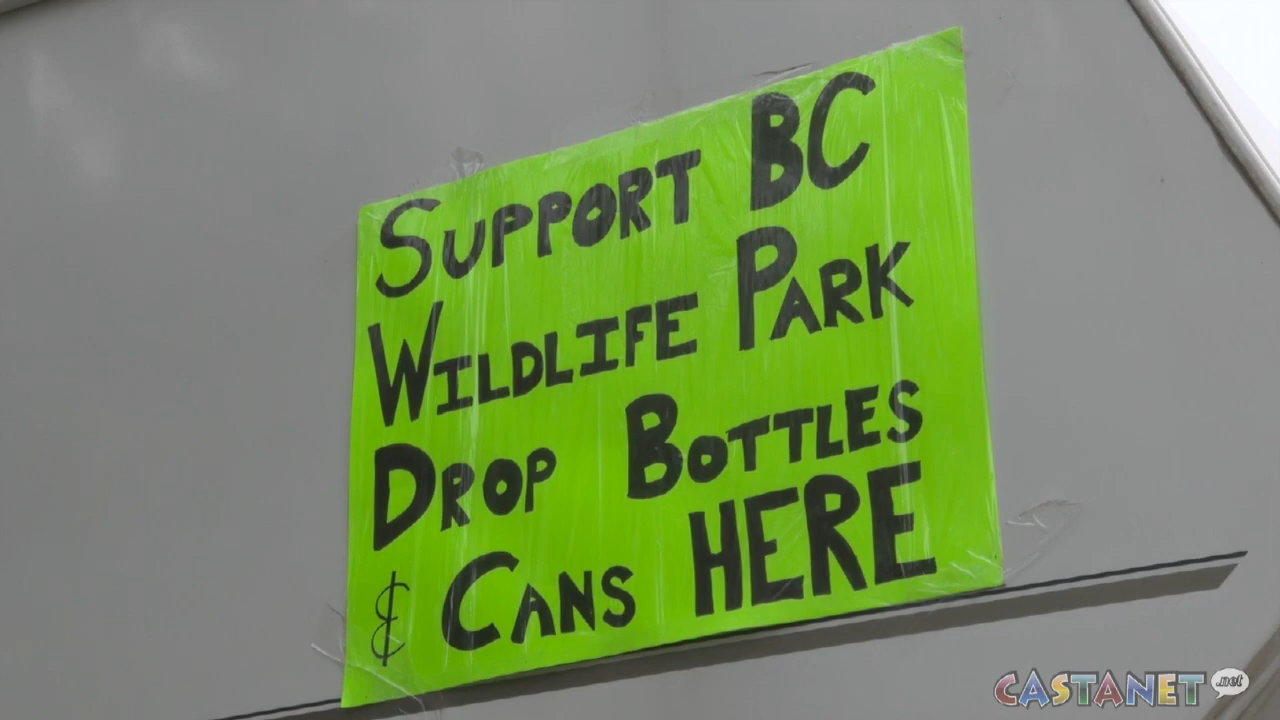 SUPPORT BC
WILDLIFE PARK
DROP BOTTLES
& CANS HERE
CASTANET.net